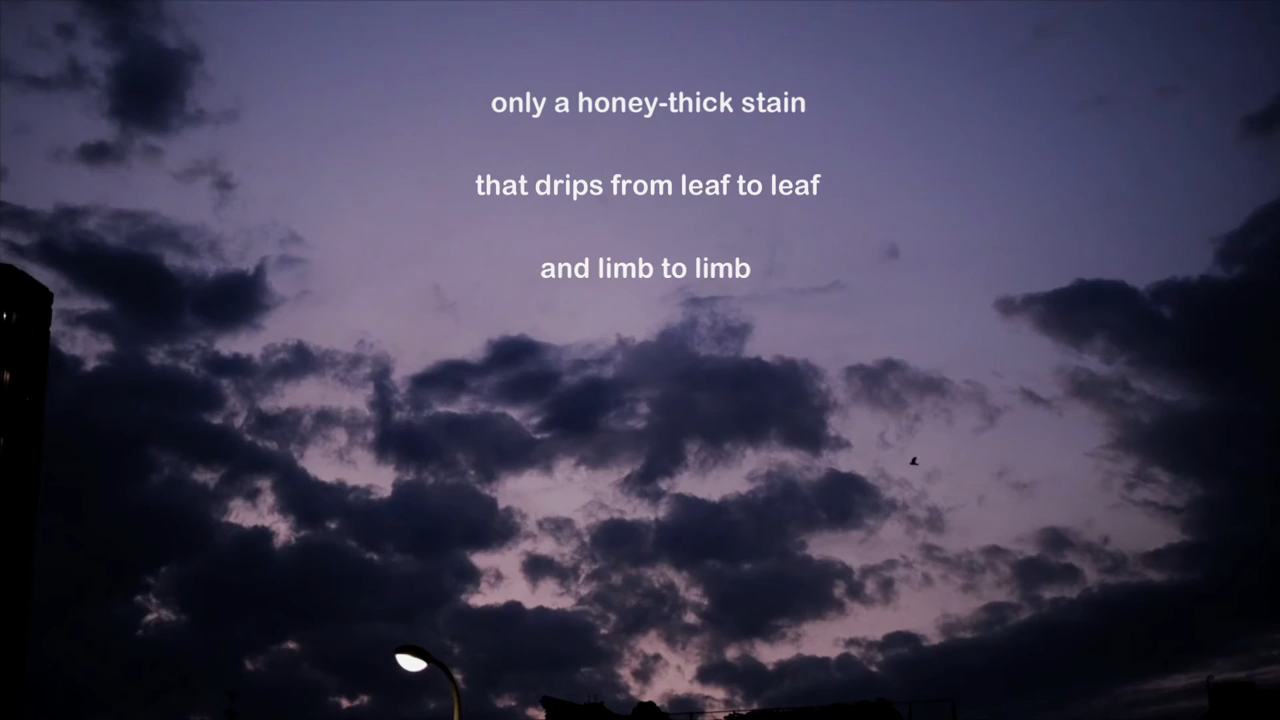 only a honey-thick stain
that drips from leaf to leaf
and limb to limb